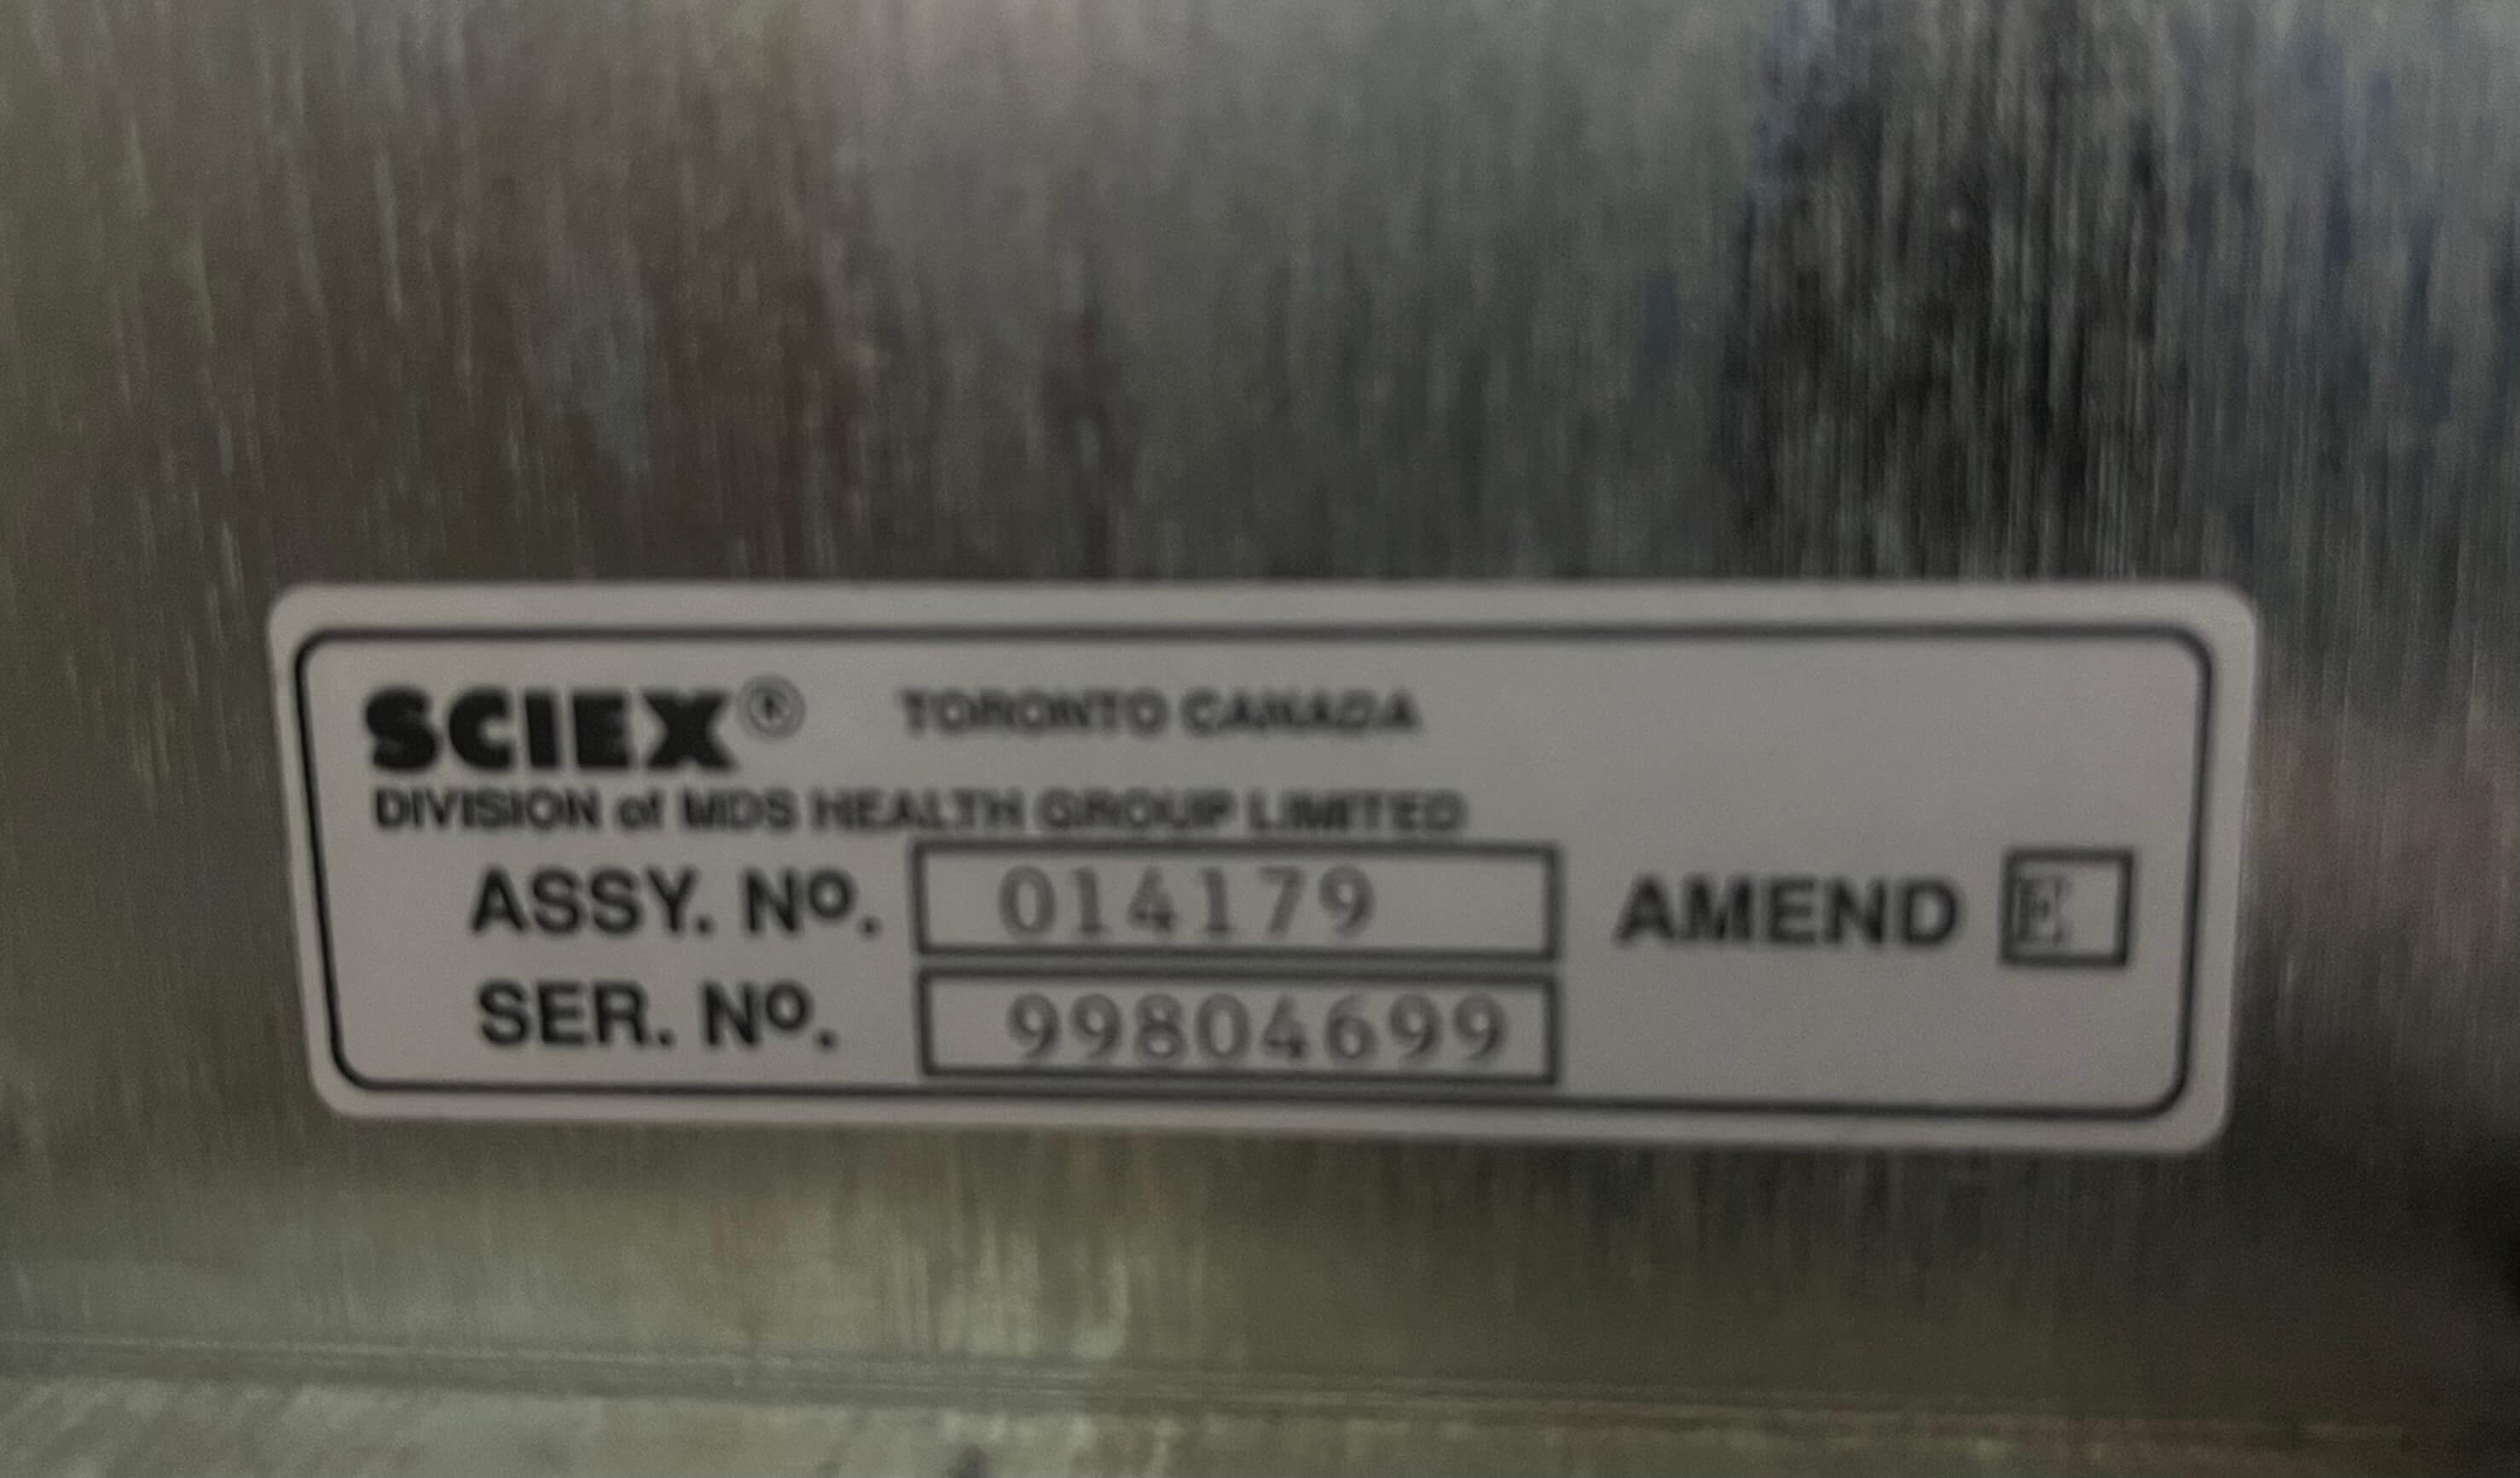 SCIEX® TORONTO CANADA
DIVISION of MDS HEALTH GROUP LIMITED
ASSY. Nº. 014179 AMEND E
SER. Nº. 99804699